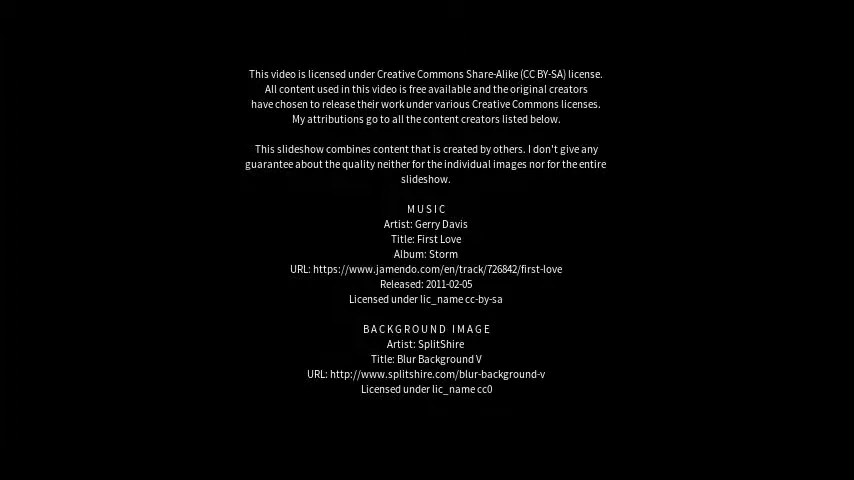 This video is licensed under Creative Commons Share-Alike (CC BY-SA) license.
All content used in this video is free available and the original creators
have chosen to release their work under various Creative Commons licenses.
My attributions go to all the content creators listed below.
This slideshow combines content that is created by others. I don't give any
guarantee about the quality neither for the individual images nor for the entire
slideshow.
MUSIC
Artist: Gerry Davis
Title: First Love
Album: Storm
URL: https://www.jamendo.com/en/track/726842/first-love
Released: 2011-02-05
Licensed under lic_name cc-by-sa
BACKGROUND IMAGE
Artist: SplitShire
Title: Blur Background V
URL: http://www.splitshire.com/blur-background-v
Licensed under lic_name cc0